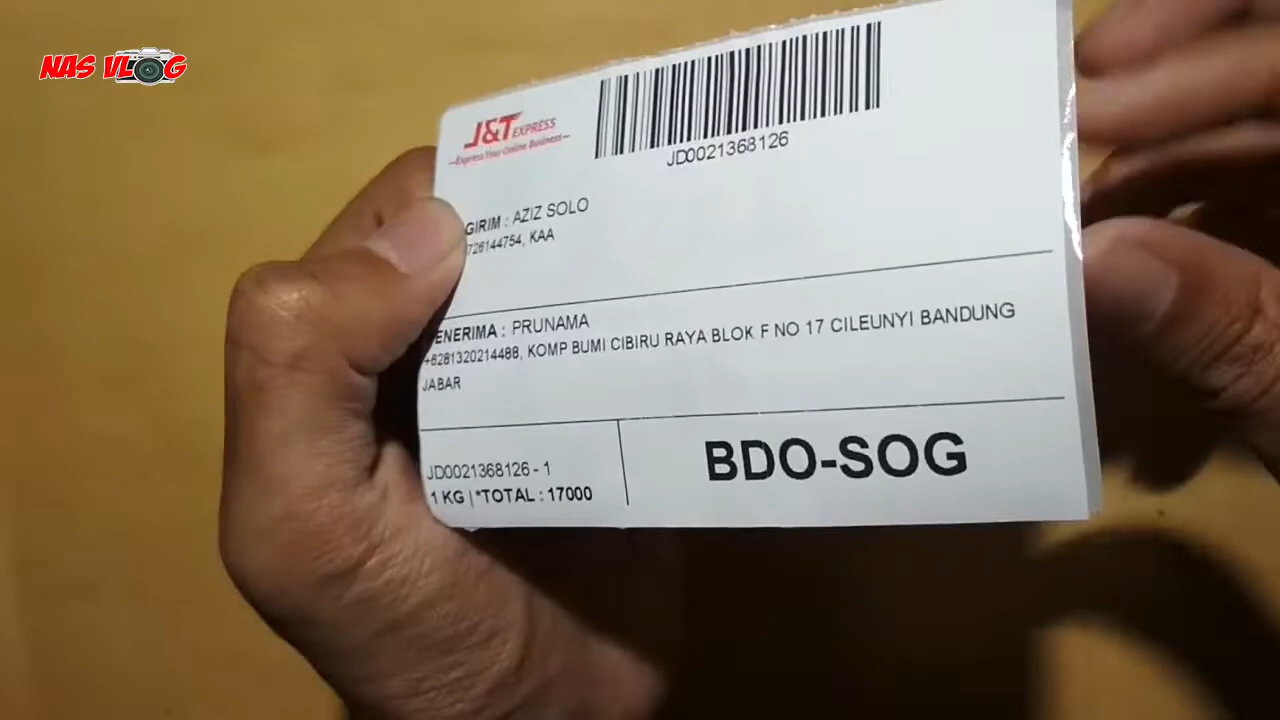 NAS VLOG
J&T EXPRESS
Express Your Online Business
JD0021368126
GIRIM : AZIZ SOLO
726144754, KAA
ENERIMA : PRUNAMA
+6281320214488, KOMP BUMI CIBIRU RAYA BLOK F NO 17 CILEUNYI BANDUNG
JABAR
JD0021368126 - 1
1 KG | *TOTAL : 17000
BDO-SOG